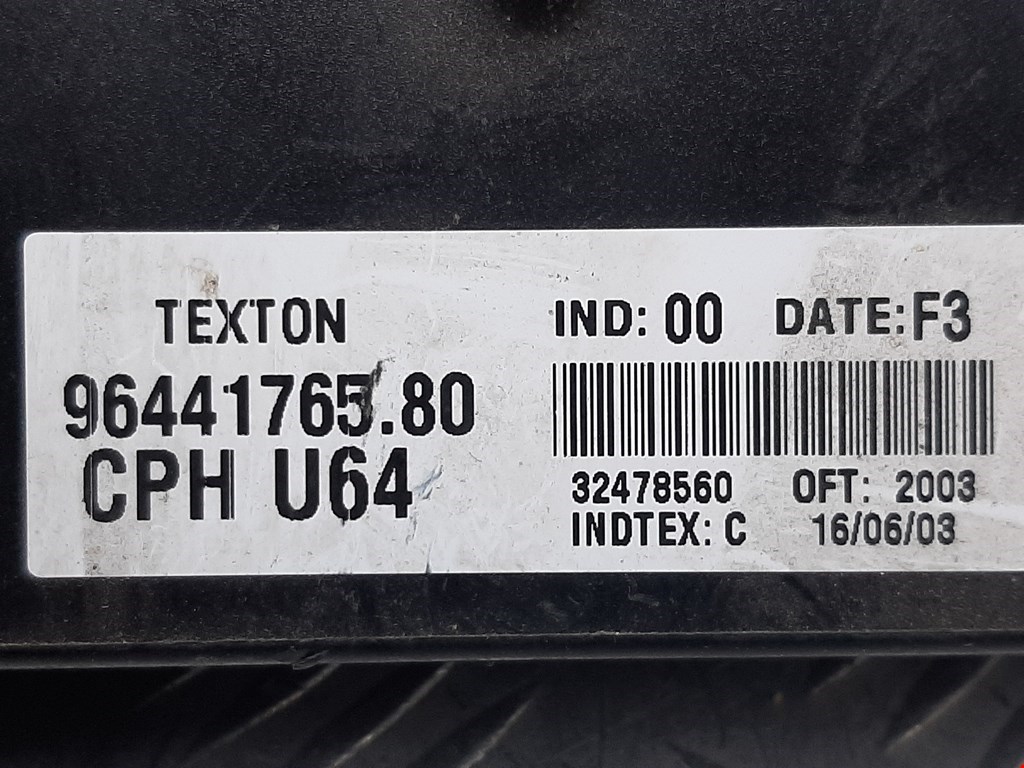 TEXTON
96441765.80
CPH U64
IND: 00 DATE: F3
32478560 OFT: 2003
INDTEX: C 16/06/03